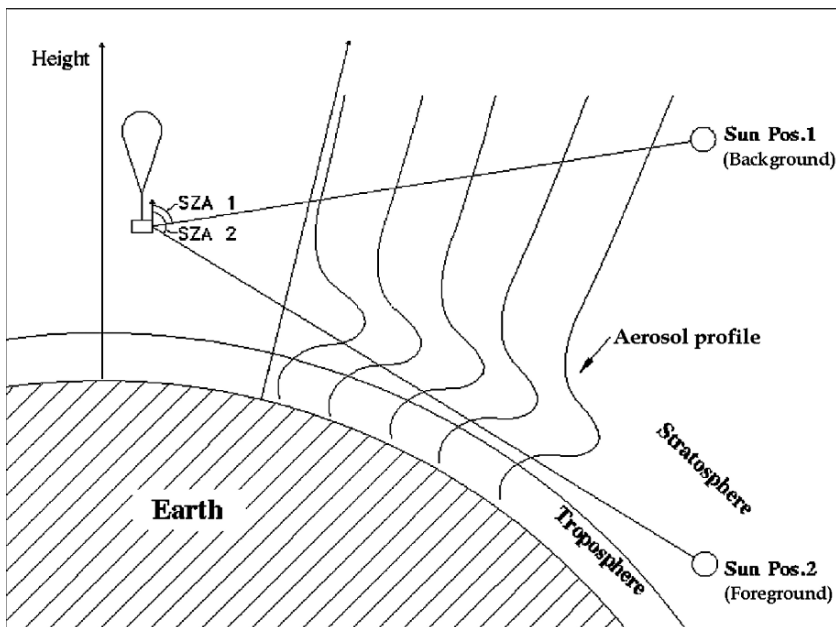 Height
Sun Pos.1
(Background)
SZA 1
SZA 2
Aerosol profile
Stratosphere
Earth
Troposphere
Sun Pos.2
(Foreground)